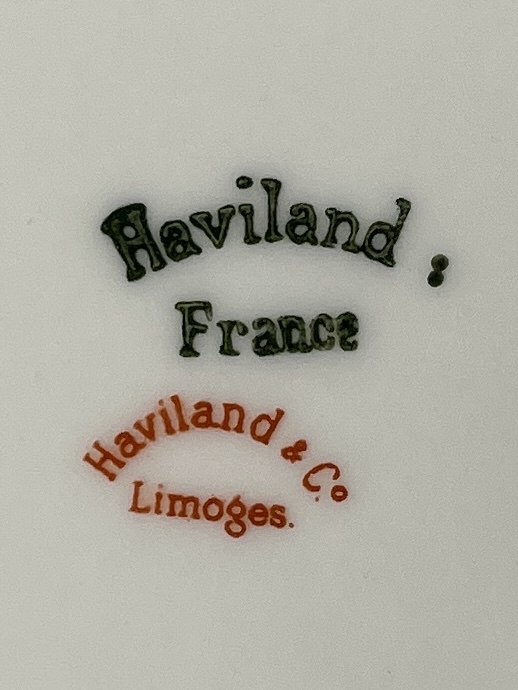 Haviland :
France
Haviland & Co
Limoges.